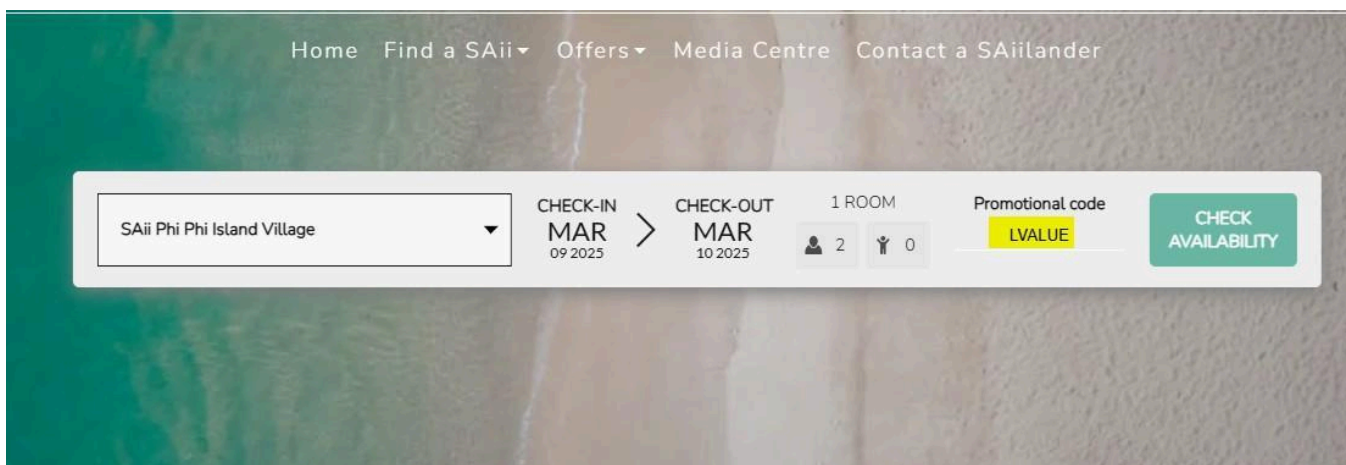 Home Find a SAii Offers Media Centre Contact a SAiilander
SAii Phi Phi Island Village
CHECK-IN
MAR
09 2025
CHECK-OUT
MAR
10 2025
1 ROOM
2 0
Promotional code
LVALUE
CHECK
AVAILABILITY